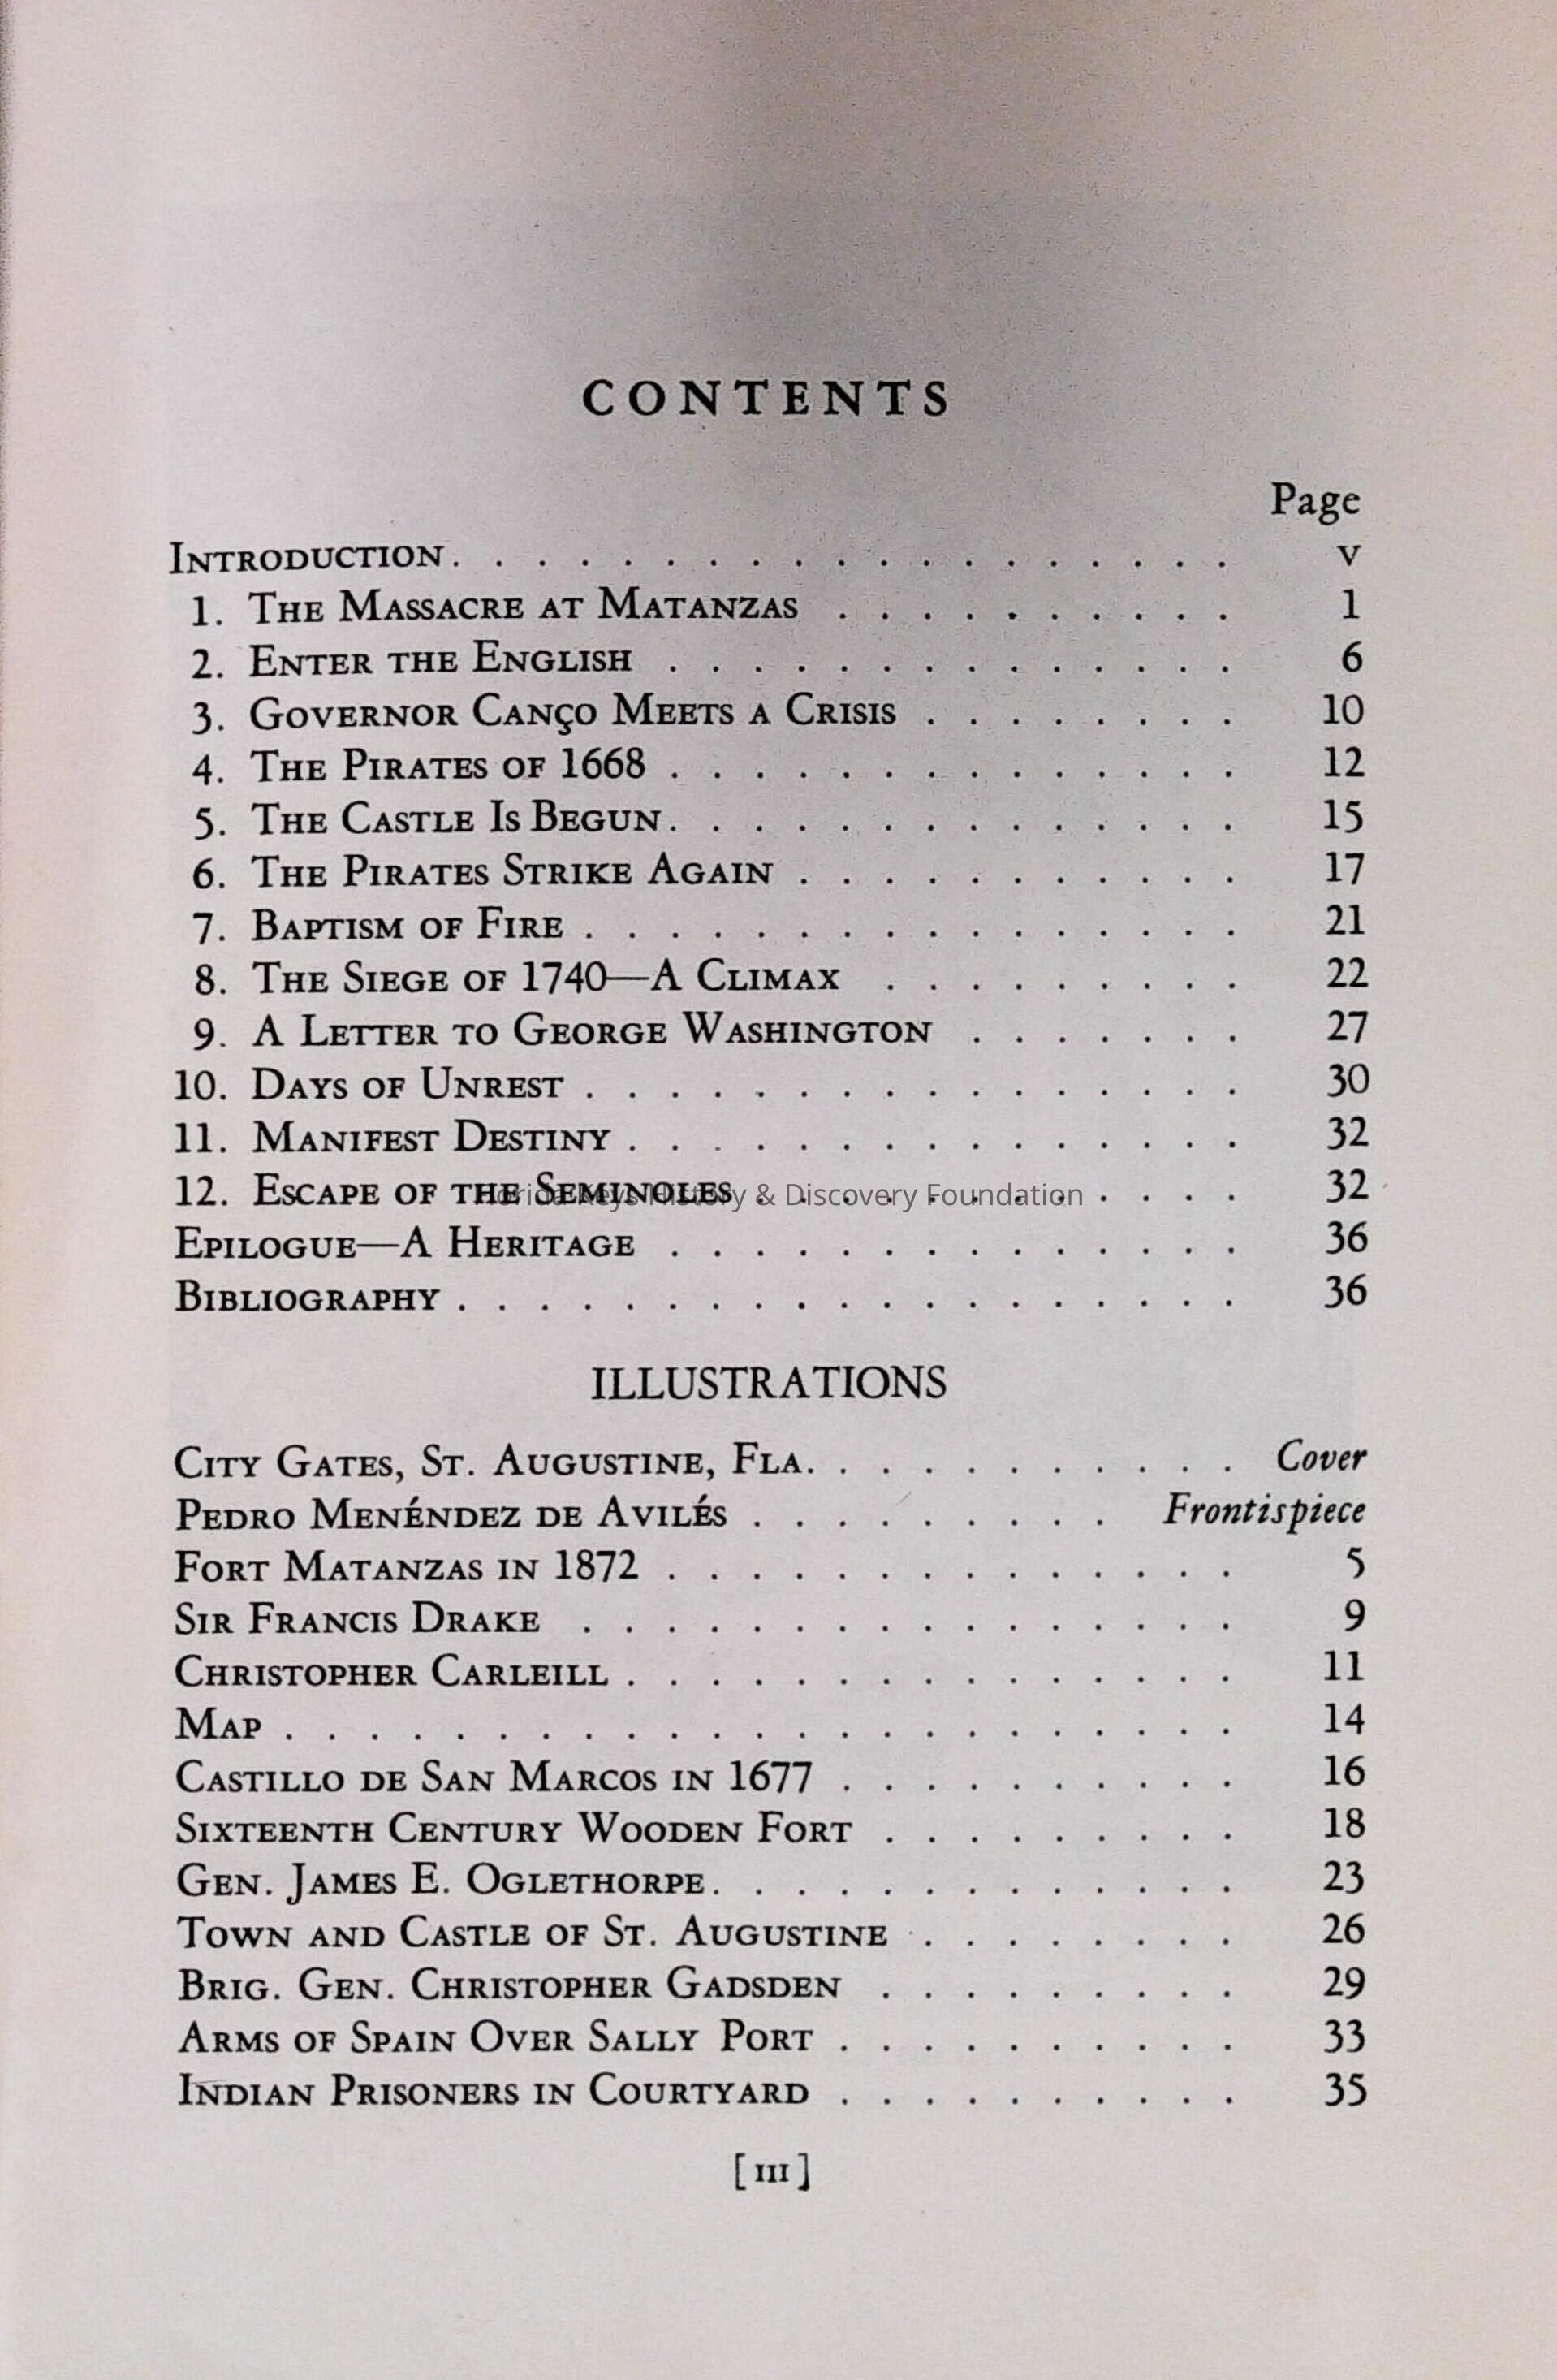 CONTENTS
Page
INTRODUCTION. . . . . . . . . . . . . . . . . . . v
1. THE MASSACRE AT MATANZAS . . . . . . . . . . 1
2. ENTER THE ENGLISH . . . . . . . . . . . . . . 6
3. GOVERNOR CANÇO MEETS A CRISIS . . . . . . . . 10
4. THE PIRATES OF 1668 . . . . . . . . . . . . . . 12
5. THE CASTLE IS BEGUN. . . . . . . . . . . . . . 15
6. THE PIRATES STRIKE AGAIN . . . . . . . . . . . 17
7. BAPTISM OF FIRE . . . . . . . . . . . . . . . . 21
8. THE SIEGE OF 1740—A CLIMAX . . . . . . . . . 22
9. A LETTER TO GEORGE WASHINGTON . . . . . . . 27
10. DAYS OF UNREST . . . . . . . . . . . . . . . . 30
11. MANIFEST DESTINY . . . . . . . . . . . . . . . 32
12. ESCAPE OF THE SEMINOLES . . . . . . . . . . . . 32
Florida Keys History & Discovery Foundation
EPILOGUE—A HERITAGE . . . . . . . . . . . . . . 36
BIBLIOGRAPHY . . . . . . . . . . . . . . . . . . . 36
ILLUSTRATIONS
CITY GATES, ST. AUGUSTINE, FLA. . . . . . . . . . . Cover
PEDRO MENÉNDEZ DE AVILÉS . . . . . . . . . Frontispiece
FORT MATANZAS IN 1872 . . . . . . . . . . . . . . 5
SIR FRANCIS DRAKE . . . . . . . . . . . . . . . . 9
CHRISTOPHER CARLEILL . . . . . . . . . . . . . . . 11
MAP . . . . . . . . . . . . . . . . . . . . . . . 14
CASTILLO DE SAN MARCOS IN 1677 . . . . . . . . . . 16
SIXTEENTH CENTURY WOODEN FORT . . . . . . . . . 18
GEN. JAMES E. OGLETHORPE. . . . . . . . . . . . . 23
TOWN AND CASTLE OF ST. AUGUSTINE . . . . . . . . 26
BRIG. GEN. CHRISTOPHER GADSDEN . . . . . . . . . 29
ARMS OF SPAIN OVER SALLY PORT . . . . . . . . . . 33
INDIAN PRISONERS IN COURTYARD . . . . . . . . . . 35
[ III ]